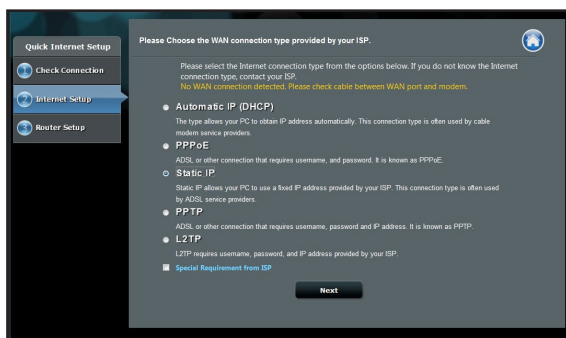 Quick Internet Setup
1 Check Connection
2 Internet Setup
3 Router Setup
Please Choose the WAN connection type provided by your ISP.
Please select the Internet connection type from the options below. If you do not know the Internet
connection type, contact your ISP.
No WAN connection detected. Please check cable between WAN port and modem.
Automatic IP (DHCP)
The type allows your PC to obtain IP address automatically. This connection type is often used by cable
modem service providers.
PPPoE
ADSL or other connection that requires username, and password. It is known as PPPoE.
Static IP
Static IP allows your PC to use a fixed IP address provided by your ISP. This connection type is often used
by ADSL service providers.
PPTP
ADSL or other connection that requires username, password and IP address. It is known as PPTP.
L2TP
L2TP requires username, password, and IP address provided by your ISP.
Special Requirement from ISP
Next